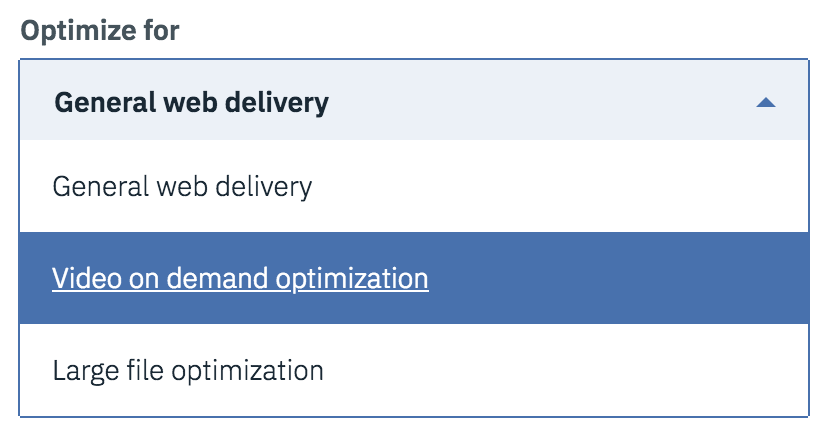 Optimize for
General web delivery
General web delivery
Video on demand optimization
Large file optimization